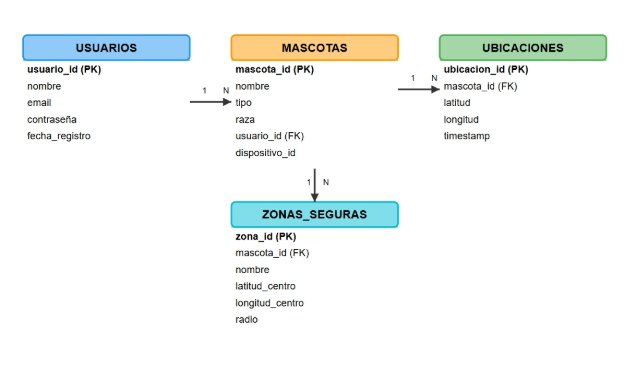 USUARIOS
usuario_id (PK)
nombre
email
contraseña
fecha_registro
1 N
MASCOTAS
mascota_id (PK)
nombre
tipo
raza
usuario_id (FK)
dispositivo_id
1 N
UBICACIONES
ubicacion_id (PK)
mascota_id (FK)
latitud
longitud
timestamp
1 N
ZONAS_SEGURAS
zona_id (PK)
mascota_id (FK)
nombre
latitud_centro
longitud_centro
radio